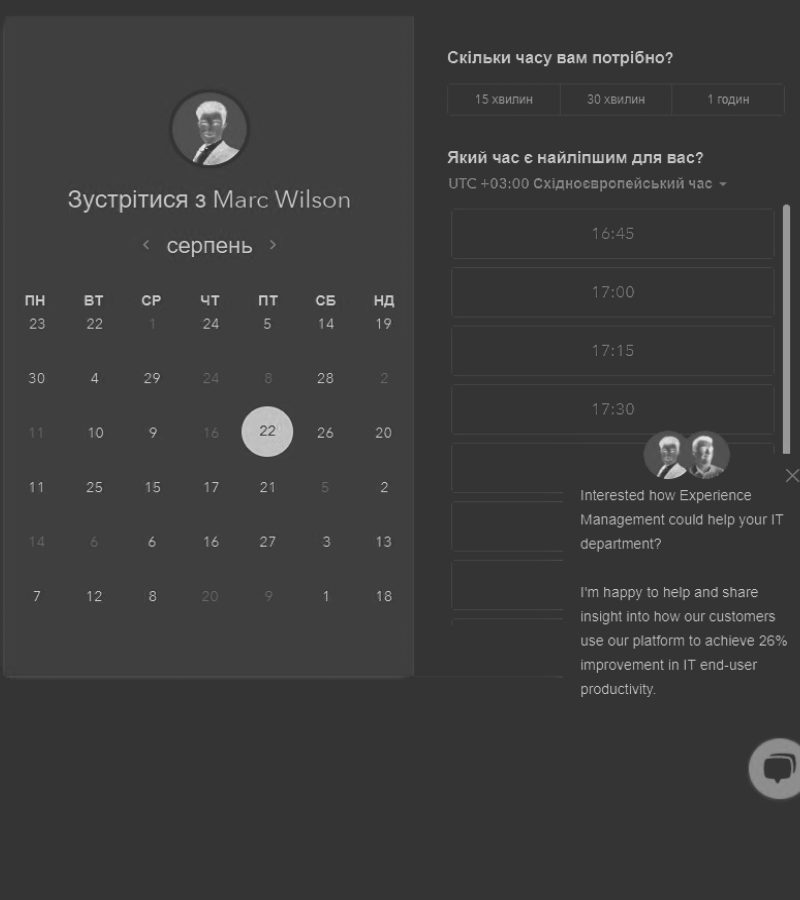 Зустрітися з Marc Wilson
серпень
ПН ВТ СР ЧТ ПТ СБ НД
23 22 1 24 5 14 19
30 4 29 24 8 28 2
11 10 9 16 22 26 20
11 25 15 17 21 5 2
14 6 6 16 27 3 13
7 12 8 20 9 1 18
Скільки часу вам потрібно?
15 хвилин 30 хвилин 1 годин
Який час є найліпшим для вас?
UTC +03:00 Східноєвропейський час
16:45
17:00
17:15
17:30
Interested how Experience
Management could help your IT
department?
I'm happy to help and share
insight into how our customers
use our platform to achieve 26%
improvement in IT end-user
productivity.